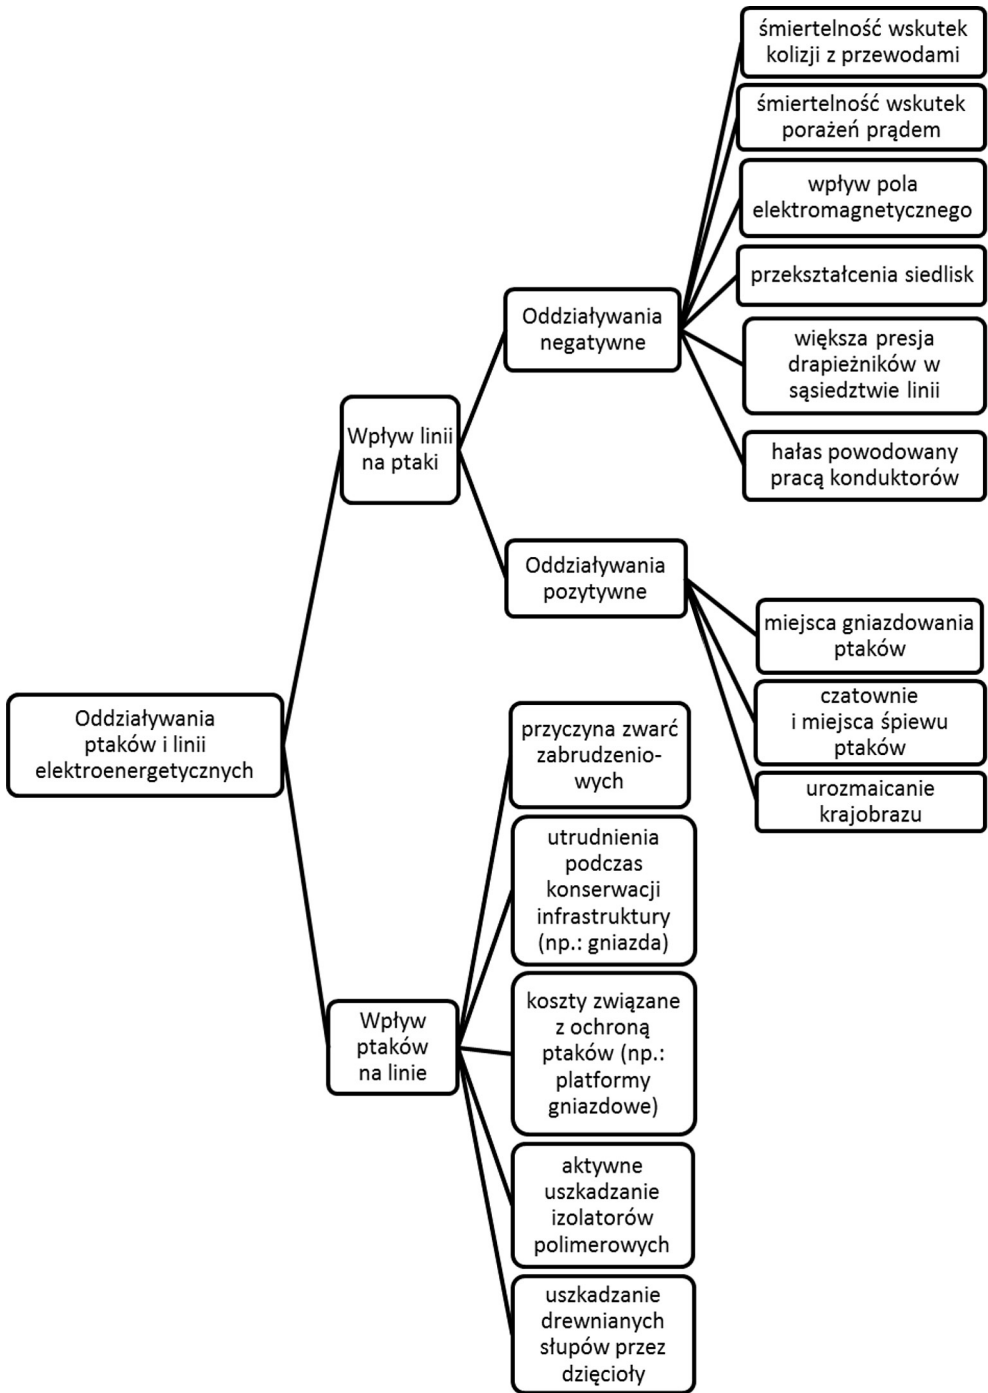 śmiertelność wskutek
kolizji z przewodami
śmiertelność wskutek
porażeń prądem
wpływ pola
elektromagnetycznego
przekształcenia siedlisk
większa presja
drapieżników w
sąsiedztwie linii
hałas powodowany
pracą konduktorów
Oddziaływania
negatywne
Wpływ linii
na ptaki
Oddziaływania
pozytywne
miejsca gniazdowania
ptaków
czatownie
i miejsca śpiewu
ptaków
urozmaicanie
krajobrazu
Oddziaływania
ptaków i linii
elektroenergetycznych
przyczyna zwarć
zabrudzenio-
wych
utrudnienia
podczas
konserwacji
infrastruktury
(np.: gniazda)
Wpływ
ptaków
na linie
koszty związane
z ochroną
ptaków (np.:
platformy
gniazdowe)
aktywne
uszkadzanie
izolatorów
polimerowych
uszkadzanie
drewnianych
słupów przez
dzięcioły